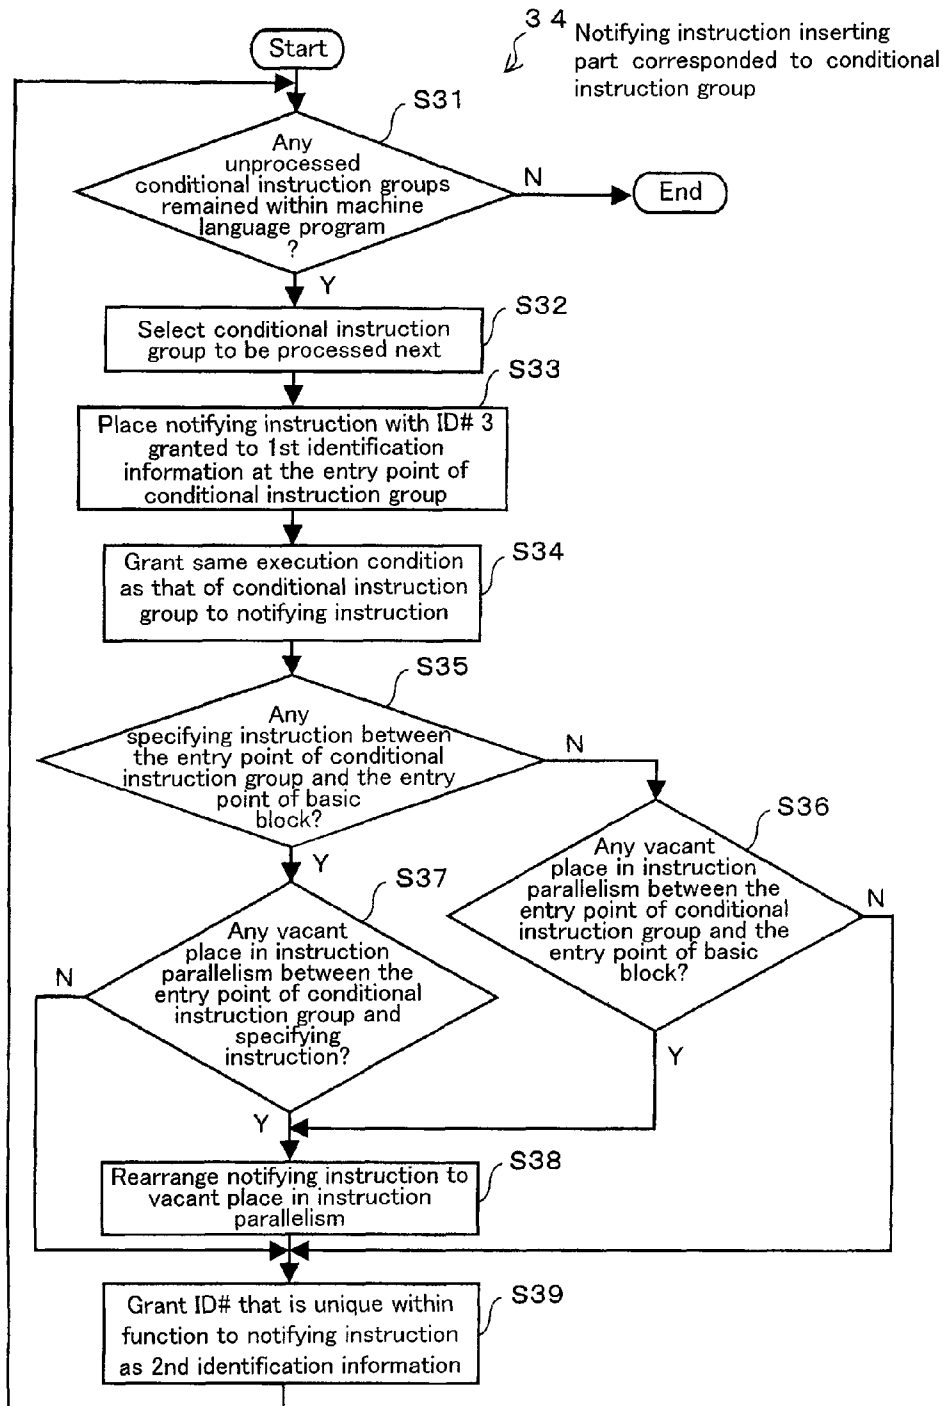 34
Notifying instruction inserting
part corresponded to conditional
instruction group
Start
S31
Any
unprocessed
conditional instruction groups
remained within machine
language program
?
N
End
Y
S32
Select conditional instruction
group to be processed next
S33
Place notifying instruction with ID# 3
granted to 1st identification
information at the entry point of
conditional instruction group
S34
Grant same execution condition
as that of conditional instruction
group to notifying instruction
S35
Any
specifying instruction between
the entry point of conditional
instruction group and the entry
point of basic
block?
N
Y
S36
Any vacant
place in instruction
parallelism between the
entry point of conditional
instruction group and the
entry point of basic
block?
N
Y
S37
Any vacant
place in instruction
parallelism between the
entry point of conditional
instruction group and
specifying
instruction?
N
Y
S38
Rearrange notifying instruction to
vacant place in instruction
parallelism
S39
Grant ID# that is unique within
function to notifying instruction
as 2nd identification information